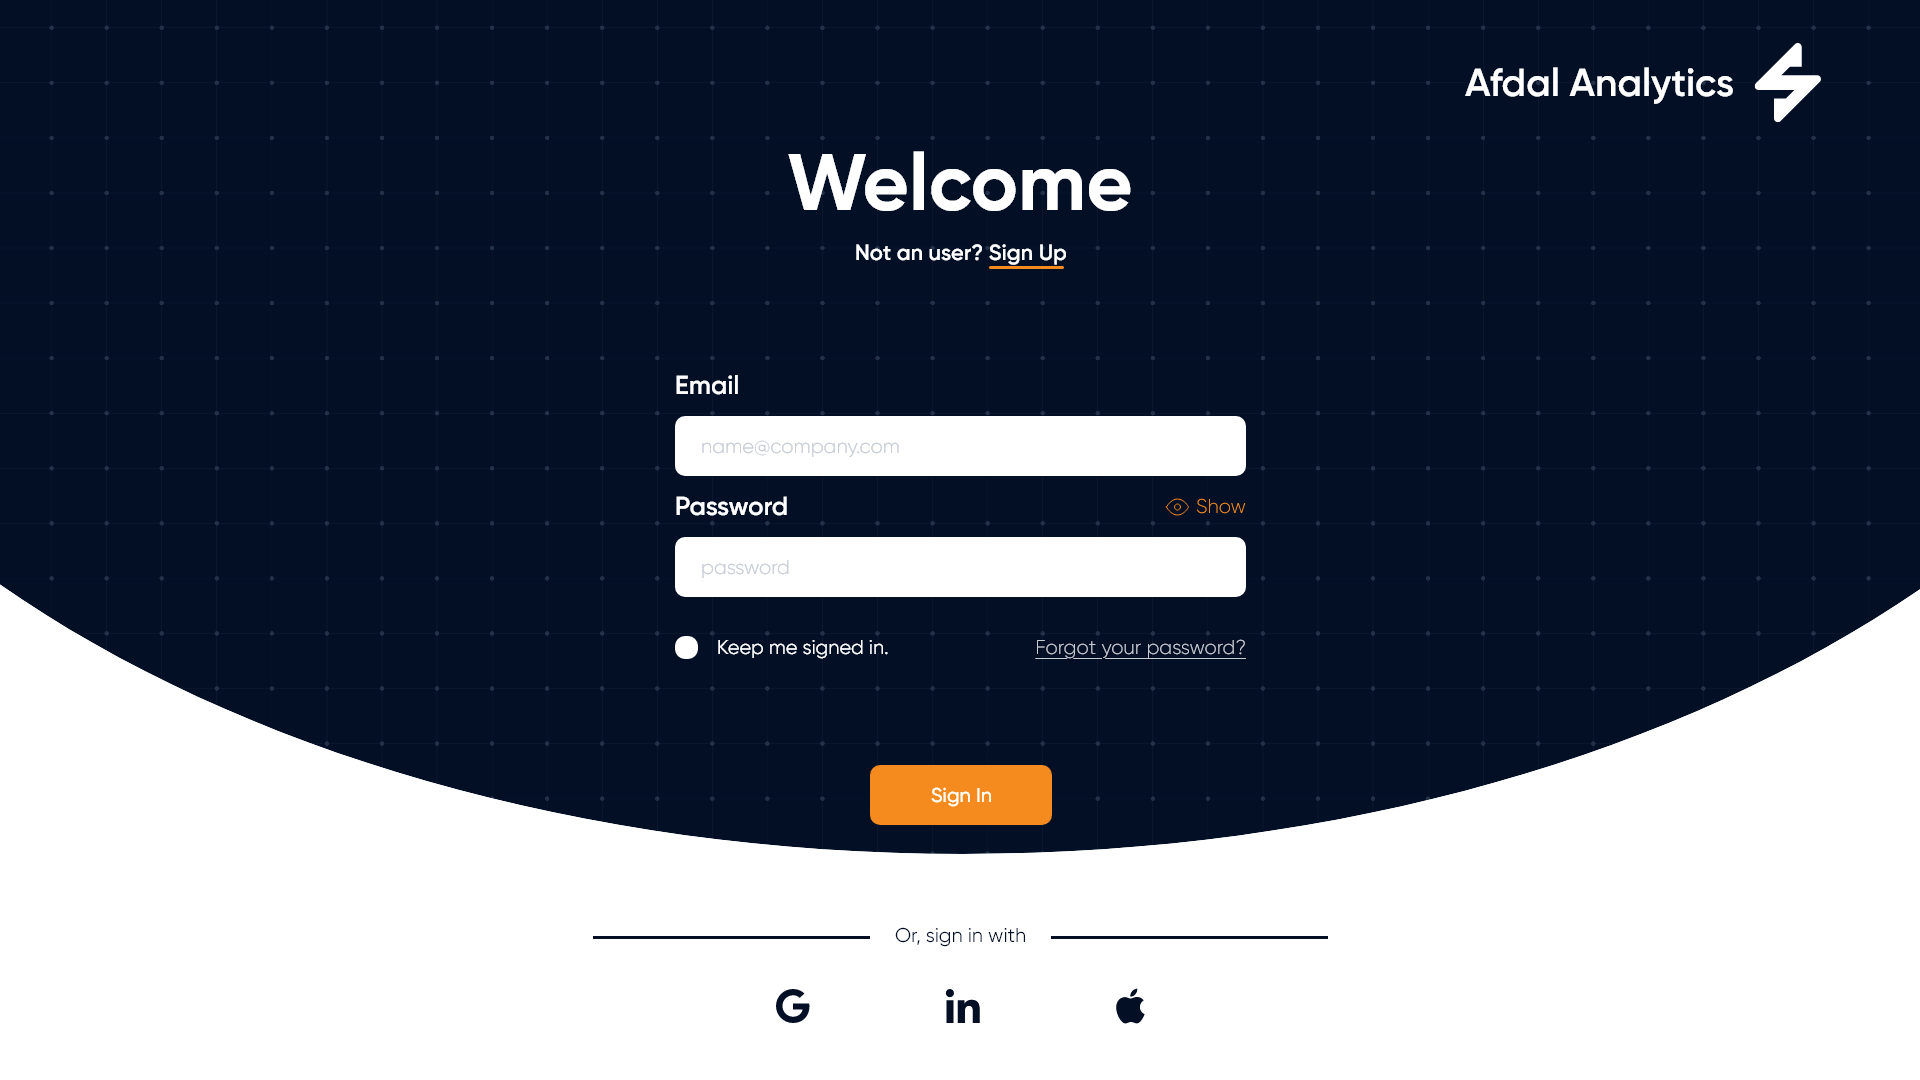 Afdal Analytics
Welcome
Not an user? Sign Up
Email
name@company.com
Password
Show
password
Keep me signed in.
Forgot your password?
Sign In
Or, sign in with
G
in